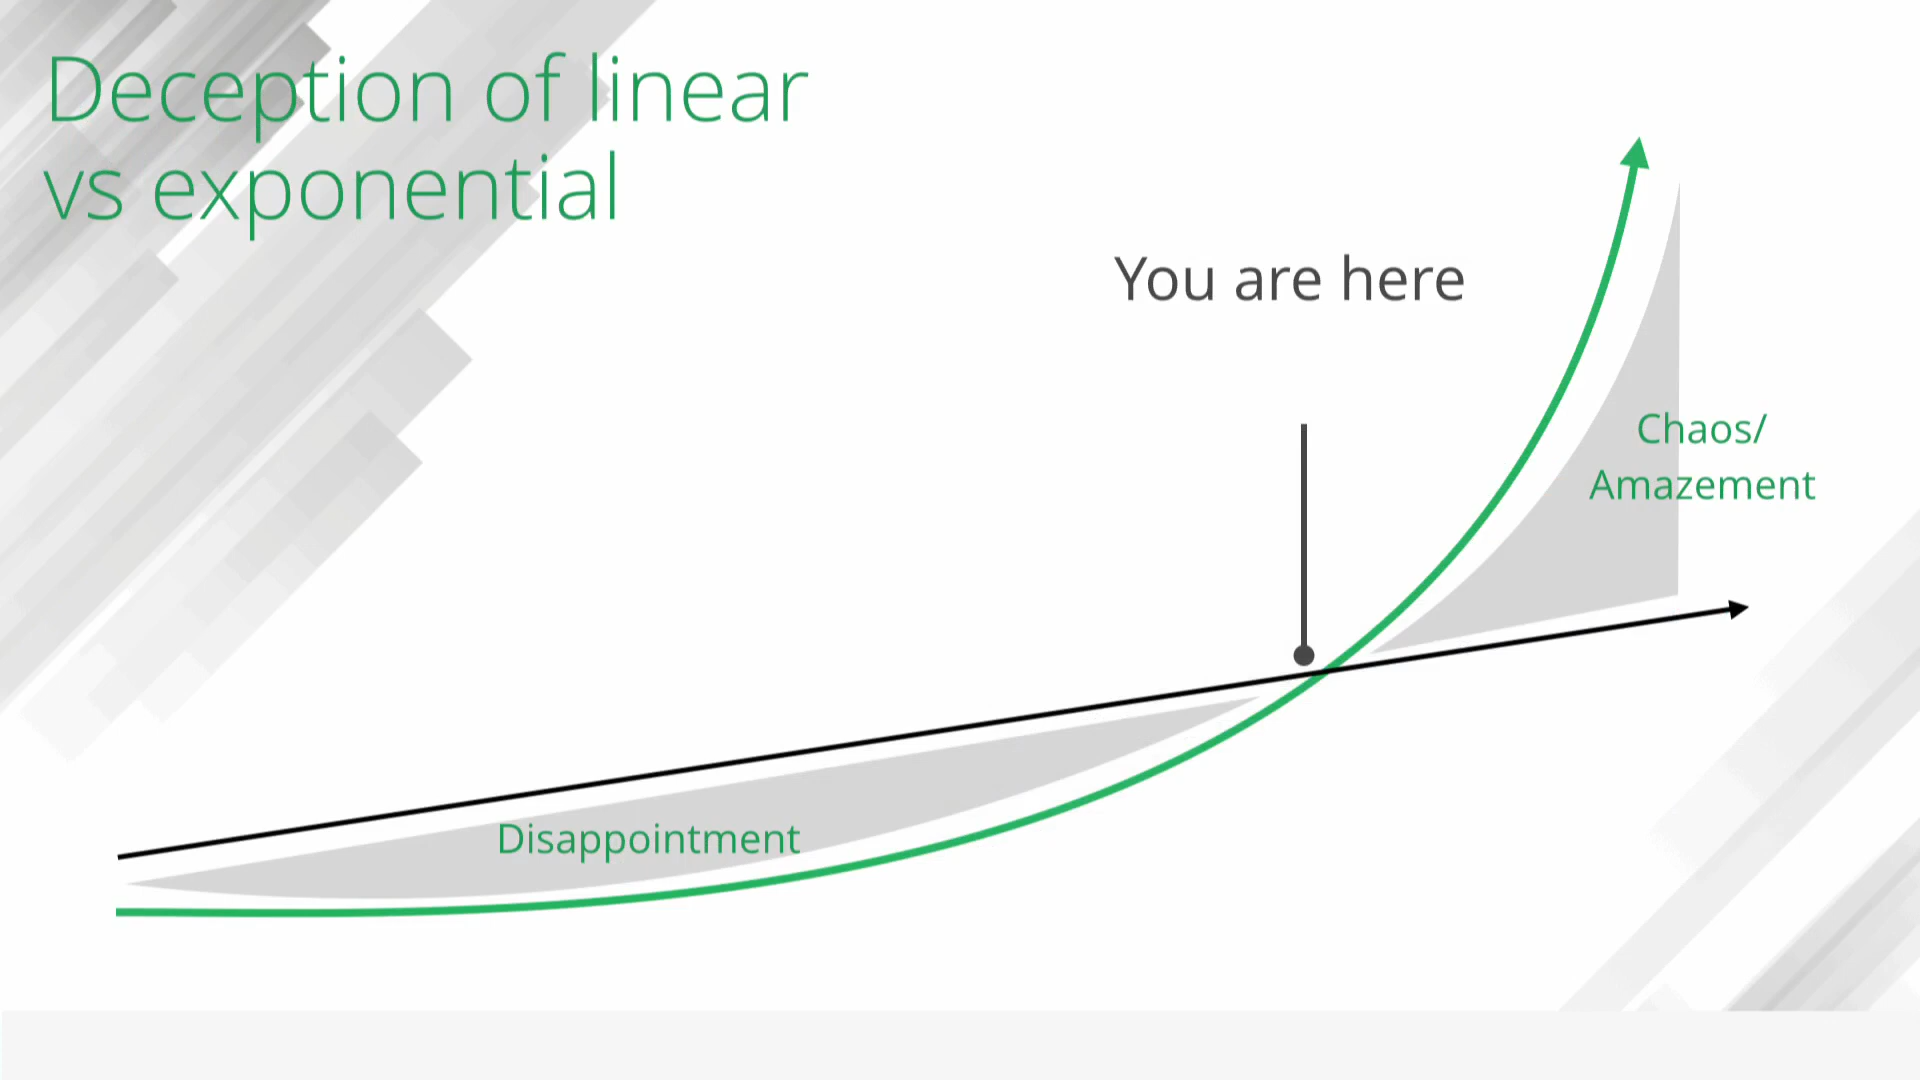 Deception of linear
vs exponential
You are here
Chaos/
Amazement
Disappointment